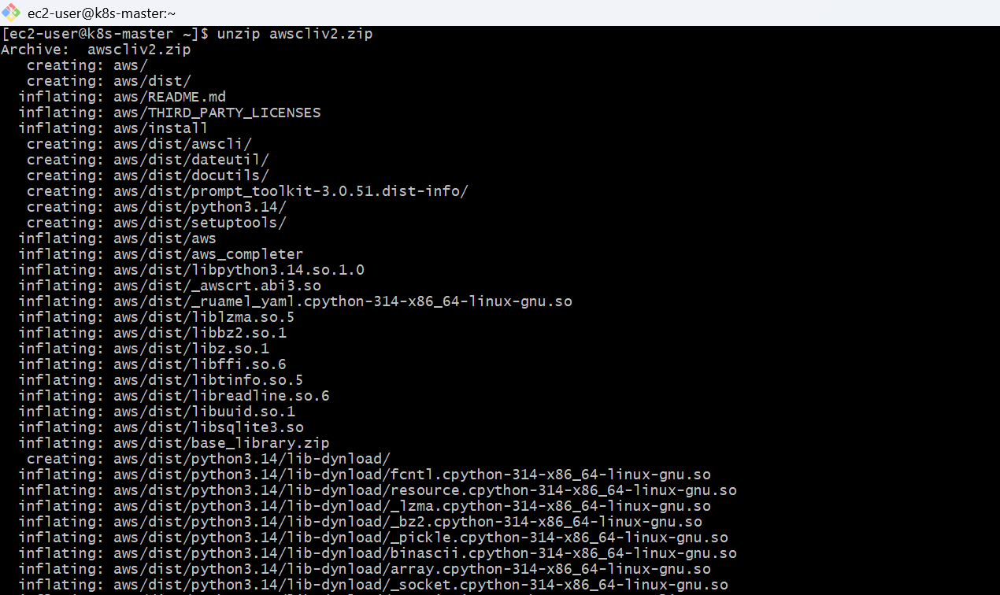 ec2-user@k8s-master:~
[ec2-user@k8s-master ~]$ unzip awscliv2.zip
Archive:  awscliv2.zip
   creating: aws/
   creating: aws/dist/
  inflating: aws/README.md
  inflating: aws/THIRD_PARTY_LICENSES
  inflating: aws/install
   creating: aws/dist/awscli/
   creating: aws/dist/dateutil/
   creating: aws/dist/docutils/
   creating: aws/dist/prompt_toolkit-3.0.51.dist-info/
   creating: aws/dist/python3.14/
   creating: aws/dist/setuptools/
  inflating: aws/dist/aws
  inflating: aws/dist/aws_completer
  inflating: aws/dist/libpython3.14.so.1.0
  inflating: aws/dist/_awscrt.abi3.so
  inflating: aws/dist/_ruamel_yaml.cpython-314-x86_64-linux-gnu.so
  inflating: aws/dist/liblzma.so.5
  inflating: aws/dist/libbz2.so.1
  inflating: aws/dist/libz.so.1
  inflating: aws/dist/libffi.so.6
  inflating: aws/dist/libtinfo.so.5
  inflating: aws/dist/libreadline.so.6
  inflating: aws/dist/libuuid.so.1
  inflating: aws/dist/libsqlite3.so
  inflating: aws/dist/base_library.zip
   creating: aws/dist/python3.14/lib-dynload/
  inflating: aws/dist/python3.14/lib-dynload/fcntl.cpython-314-x86_64-linux-gnu.so
  inflating: aws/dist/python3.14/lib-dynload/resource.cpython-314-x86_64-linux-gnu.so
  inflating: aws/dist/python3.14/lib-dynload/_lzma.cpython-314-x86_64-linux-gnu.so
  inflating: aws/dist/python3.14/lib-dynload/_bz2.cpython-314-x86_64-linux-gnu.so
  inflating: aws/dist/python3.14/lib-dynload/_pickle.cpython-314-x86_64-linux-gnu.so
  inflating: aws/dist/python3.14/lib-dynload/binascii.cpython-314-x86_64-linux-gnu.so
  inflating: aws/dist/python3.14/lib-dynload/array.cpython-314-x86_64-linux-gnu.so
  inflating: aws/dist/python3.14/lib-dynload/_socket.cpython-314-x86_64-linux-gnu.so